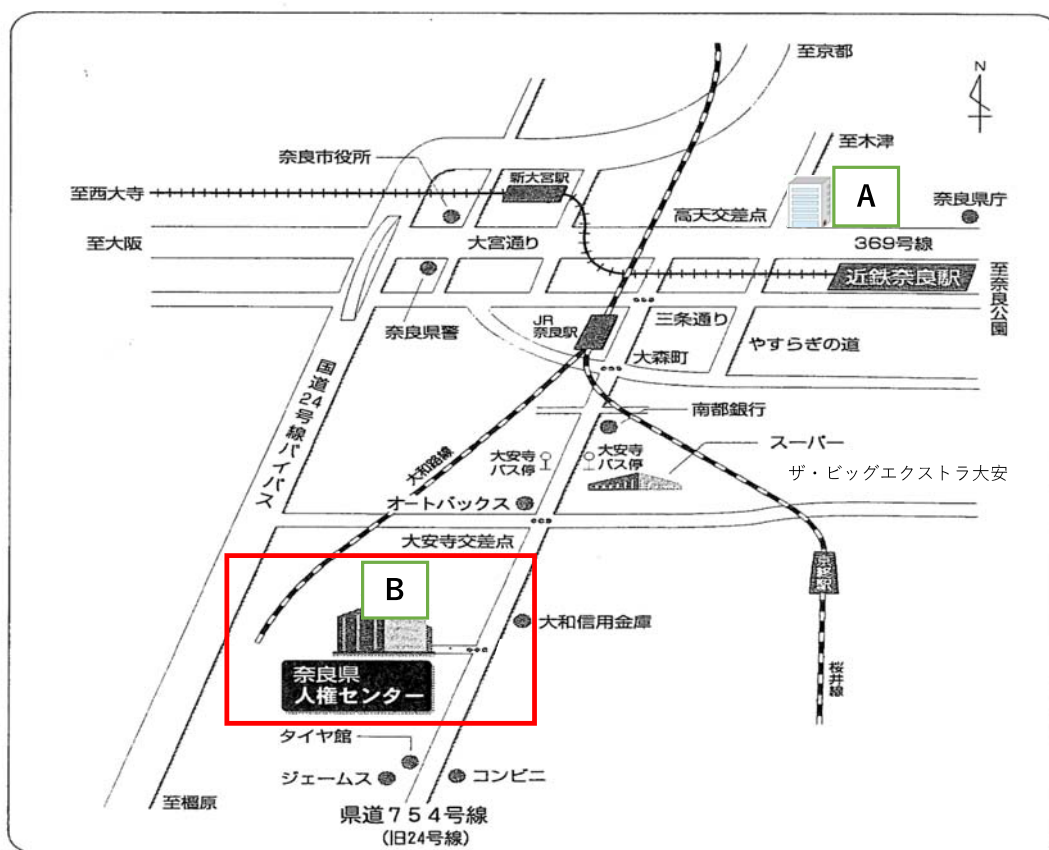 至京都
N
至木津
奈良市役所
新大宮駅
至西大寺
A
高天交差点
奈良県庁
至大阪
大宮通り
369号線
近鉄奈良駅
至奈良公園
奈良県警
JR
奈良駅
三条通り
大森町
やすらぎの道
国道24号線バイパス
南都銀行
大和路線
大安寺
バス停
大安寺
バス停
スーパー
ザ・ビッグエクストラ大安
オートバックス
大安寺交差点
京終駅
B
大和信用金庫
奈良県
人権センター
桜井線
タイヤ館
ジェームス
コンビニ
至橿原
県道754号線
(旧24号線)